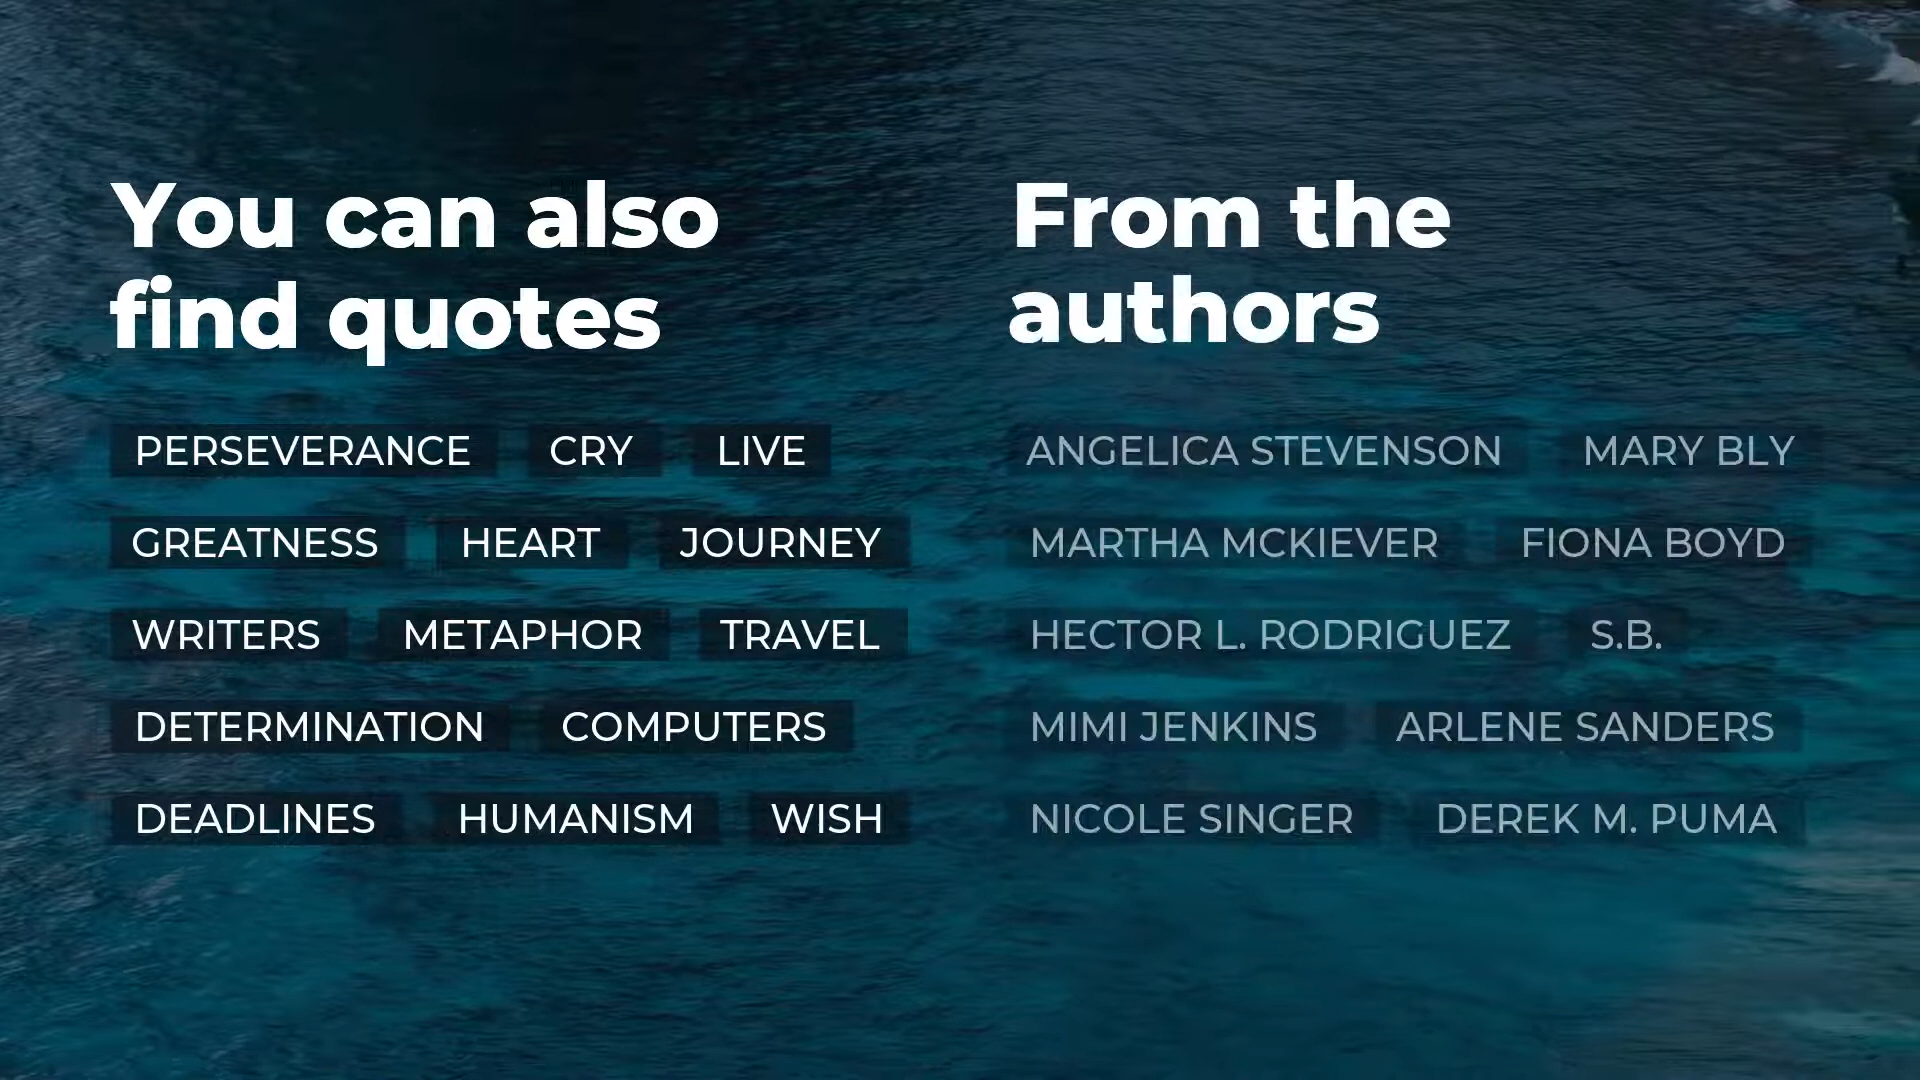 You can also
find quotes
PERSEVERANCE CRY LIVE
GREATNESS HEART JOURNEY
WRITERS METAPHOR TRAVEL
DETERMINATION COMPUTERS
DEADLINES HUMANISM WISH
From the
authors
ANGELICA STEVENSON MARY BLY
MARTHA MCKIEVER FIONA BOYD
HECTOR L. RODRIGUEZ S.B.
MIMI JENKINS ARLENE SANDERS
NICOLE SINGER DEREK M. PUMA